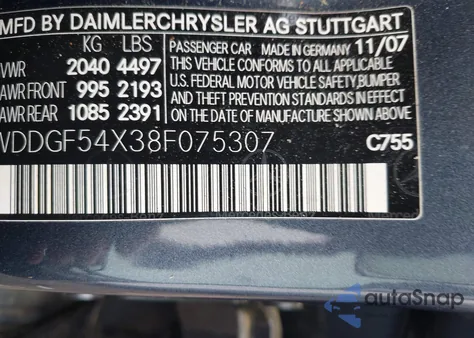 MFD BY DAIMLERCHRYSLER AG STUTTGART
KG LBS
PASSENGER CAR MADE IN GERMANY 11/07
VWR 2040 4497
THIS VEHICLE CONFORMS TO ALL
AWR FRONT 995 2193
APPLICABLE U.S. FEDERAL MOTOR
VEHICLE SAFETY, BUMPER, AND
AWR REAR 1085 2391
THEFT PREVENTION STANDARDS
IN EFFECT ON THE DATE OF
MANUFACTURE SHOWN ABOVE
WDDGF54X38F075307
C755
autoSnap